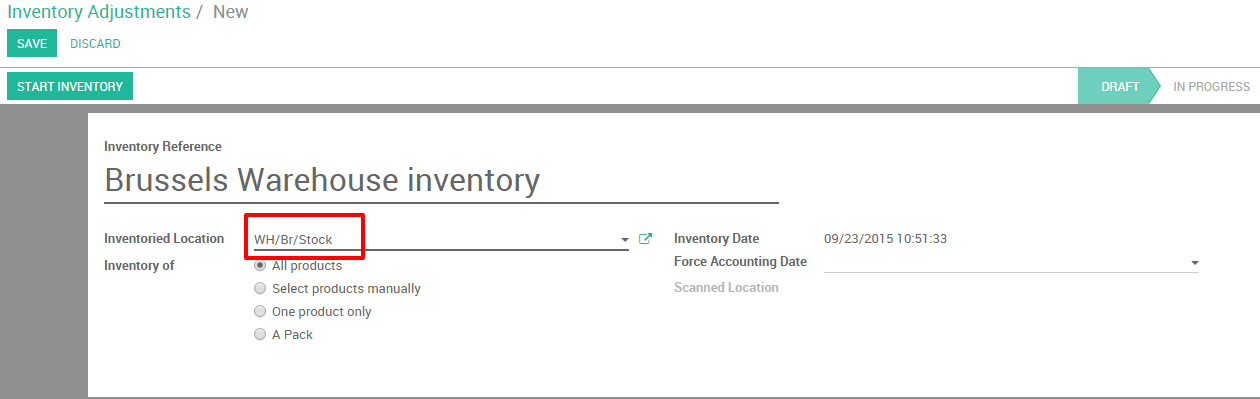 Inventory Adjustments / New
SAVE DISCARD
START INVENTORY DRAFT IN PROGRESS
Inventory Reference
Brussels Warehouse inventory
Inventoried Location WH/Br/Stock Inventory Date 09/23/2015 10:51:33
Inventory of All products Force Accounting Date
Select products manually Scanned Location
One product only
A Pack